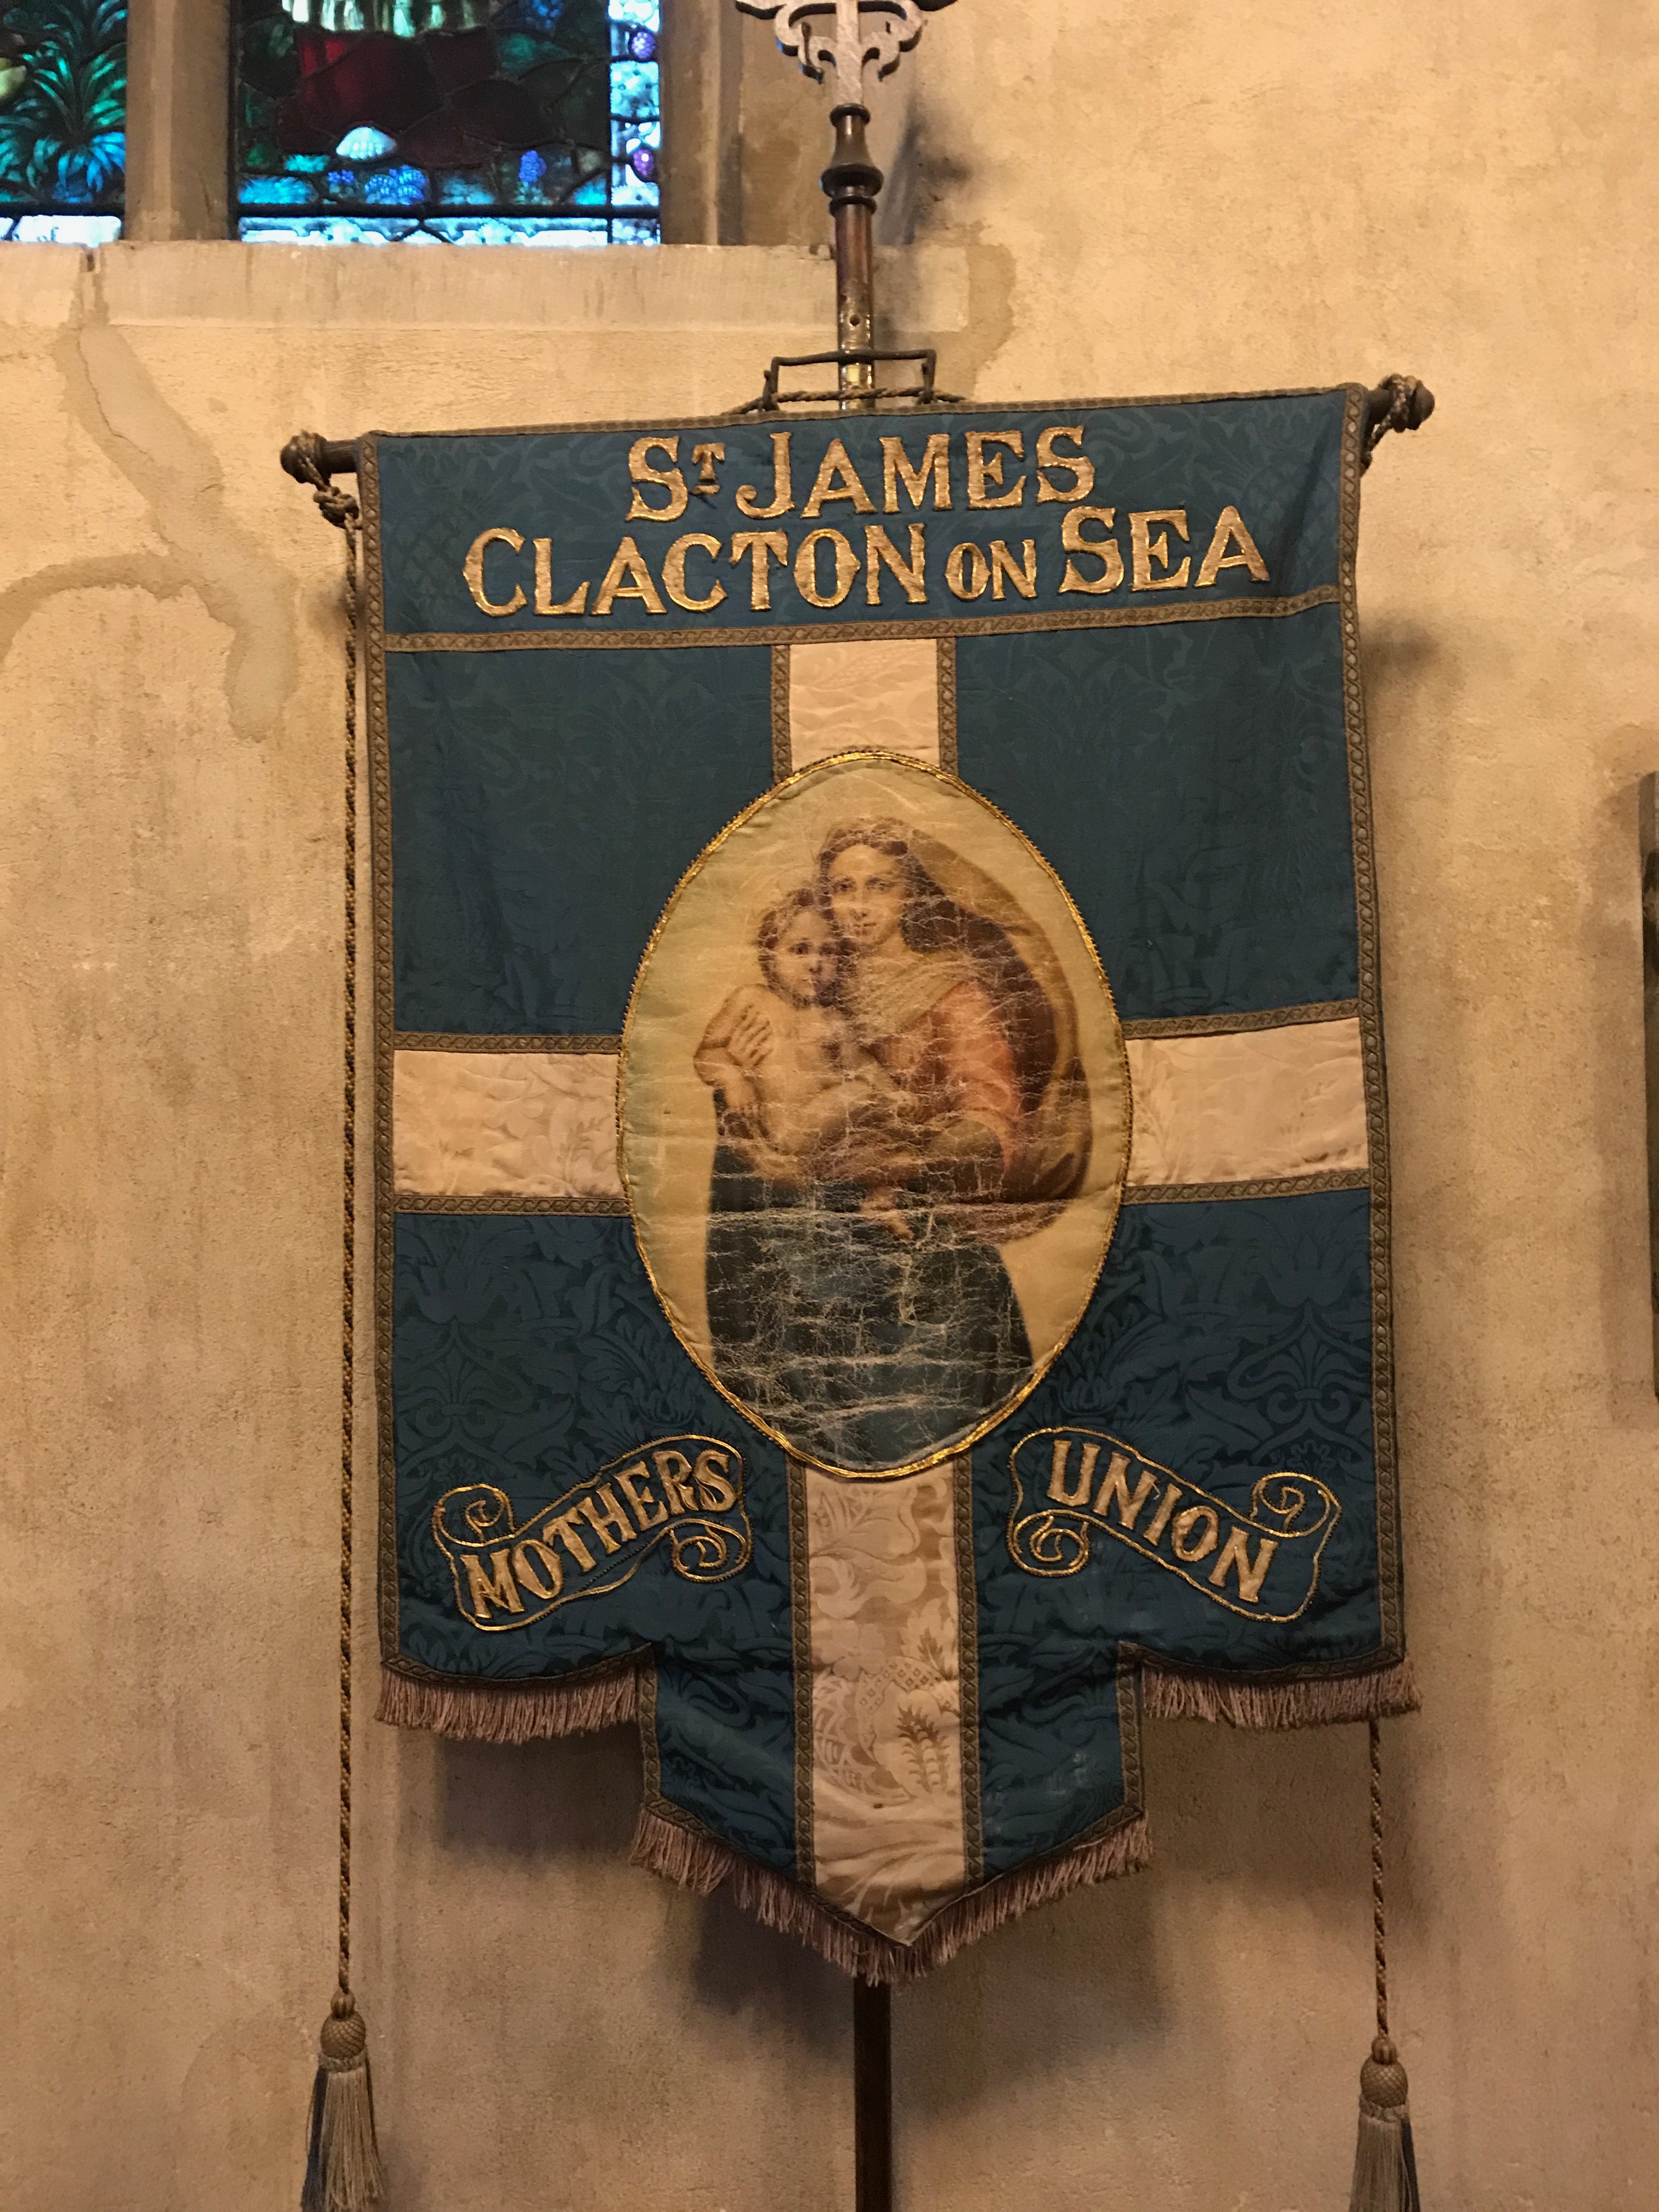 ST JAMES
CLACTON ON SEA
MOTHERS UNION